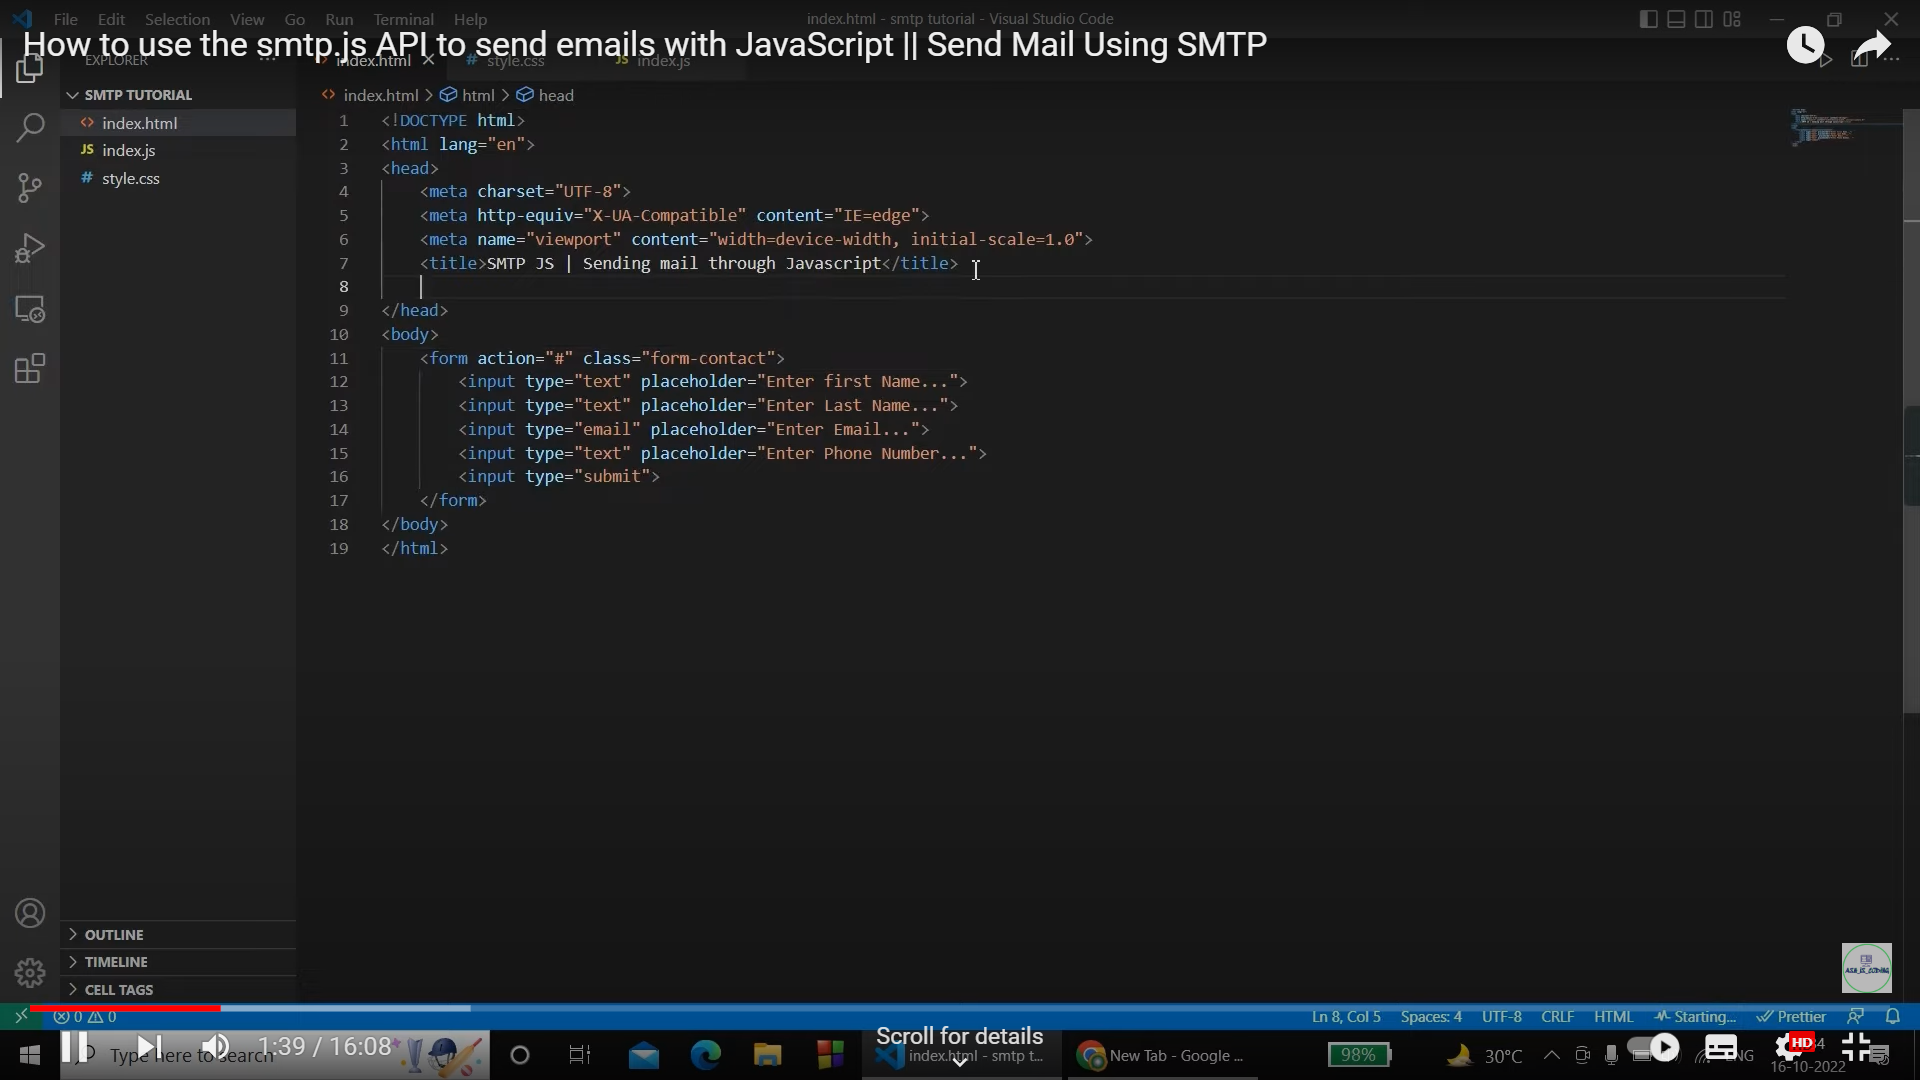 File Edit Selection View Go Run Terminal Help
index.html - smtp tutorial - Visual Studio Code
How to use the smtp.js API to send emails with JavaScript || Send Mail Using SMTP
EXPLORER
index.html
style.css
index.js
SMTP TUTORIAL
index.html
index.js
style.css
index.html > html > head
1 <!DOCTYPE html>
2 <html lang="en">
3 <head>
4 <meta charset="UTF-8">
5 <meta http-equiv="X-UA-Compatible" content="IE=edge">
6 <meta name="viewport" content="width=device-width, initial-scale=1.0">
7 <title>SMTP JS | Sending mail through Javascript</title>
8
9 </head>
10 <body>
11 <form action="#" class="form-contact">
12 <input type="text" placeholder="Enter first Name...">
13 <input type="text" placeholder="Enter Last Name...">
14 <input type="email" placeholder="Enter Email...">
15 <input type="text" placeholder="Enter Phone Number...">
16 <input type="submit">
17 </form>
18 </body>
19 </html>
OUTLINE
TIMELINE
CELL TAGS
0 0
Ln 8, Col 5 Spaces: 4 UTF-8 CRLF HTML Starting... Prettier
Scroll for details
1:39 / 16:08
Type here to search
index.html - smtp t...
New Tab - Google ...
98%
30°C
ENG
HD
16-10-2022